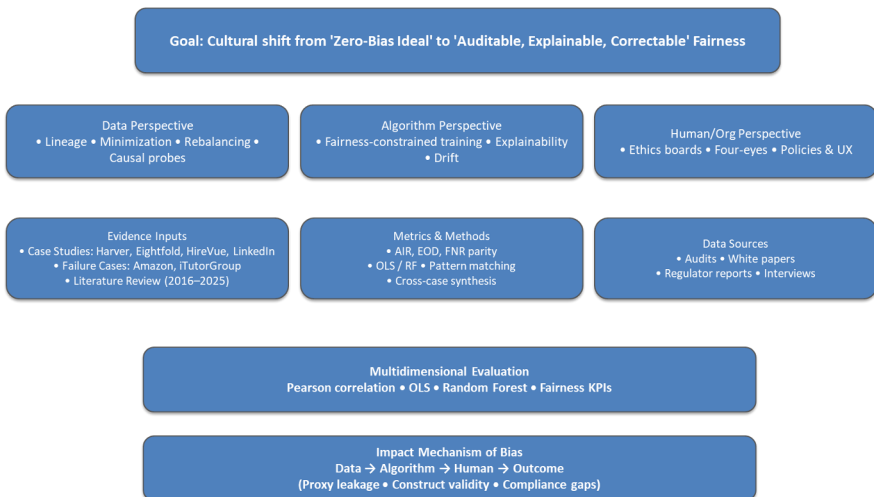 Goal: Cultural shift from 'Zero-Bias Ideal' to 'Auditable, Explainable, Correctable' Fairness
Data Perspective
• Lineage • Minimization • Rebalancing •
Causal probes
Algorithm Perspective
• Fairness-constrained training • Explainability
• Drift
Human/Org Perspective
• Ethics boards • Four-eyes • Policies & UX
Evidence Inputs
• Case Studies: Harver, Eightfold, HireVue, LinkedIn
• Failure Cases: Amazon, iTutorGroup
• Literature Review (2016–2025)
Metrics & Methods
• AIR, EOD, FNR parity
• OLS / RF • Pattern matching
• Cross-case synthesis
Data Sources
• Audits • White papers
• Regulator reports • Interviews
Multidimensional Evaluation
Pearson correlation • OLS • Random Forest • Fairness KPIs
Impact Mechanism of Bias
Data → Algorithm → Human → Outcome
(Proxy leakage • Construct validity • Compliance gaps)